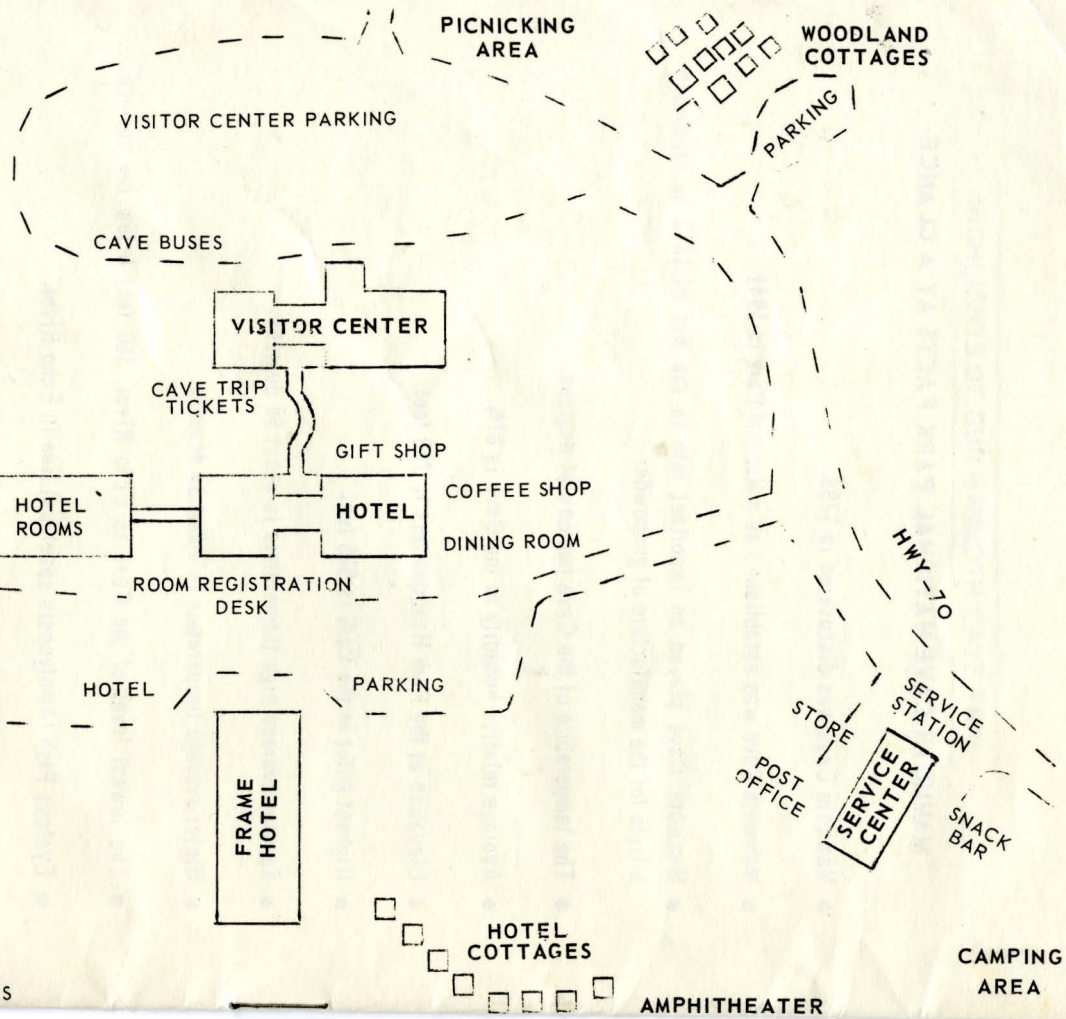 PICNICKING
AREA
WOODLAND
COTTAGES
VISITOR CENTER PARKING
PARKING
CAVE BUSES
VISITOR CENTER
CAVE TRIP
TICKETS
GIFT SHOP
HOTEL
ROOMS
HOTEL
COFFEE SHOP
DINING ROOM
ROOM REGISTRATION
DESK
HWY 70
HOTEL
PARKING
SERVICE
STATION
STORE
POST
OFFICE
SERVICE
CENTER
SNACK
BAR
FRAME
HOTEL
HOTEL
COTTAGES
CAMPING
AREA
S
AMPHITHEATER